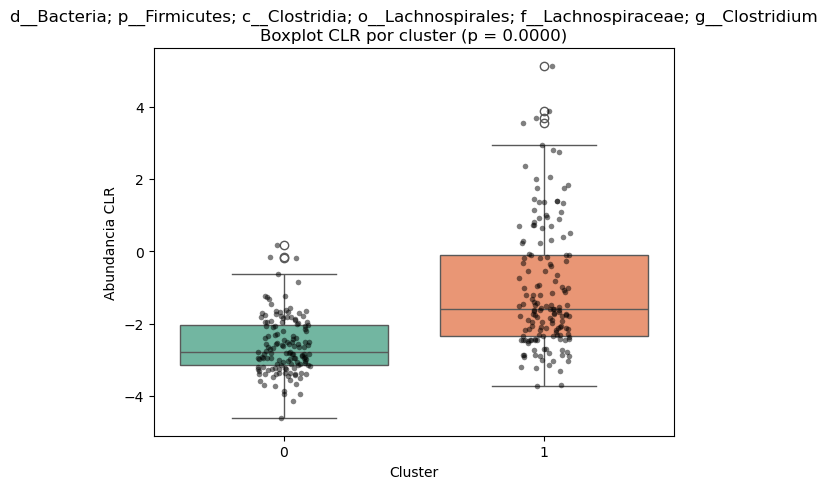 d__Bacteria; p__Firmicutes; c__Clostridia; o__Lachnospirales; f__Lachnospiraceae; g__Clostridium
Boxplot CLR por cluster (p = 0.0000)
Abundancia CLR
4
2
0
−2
−4
0
1
Cluster